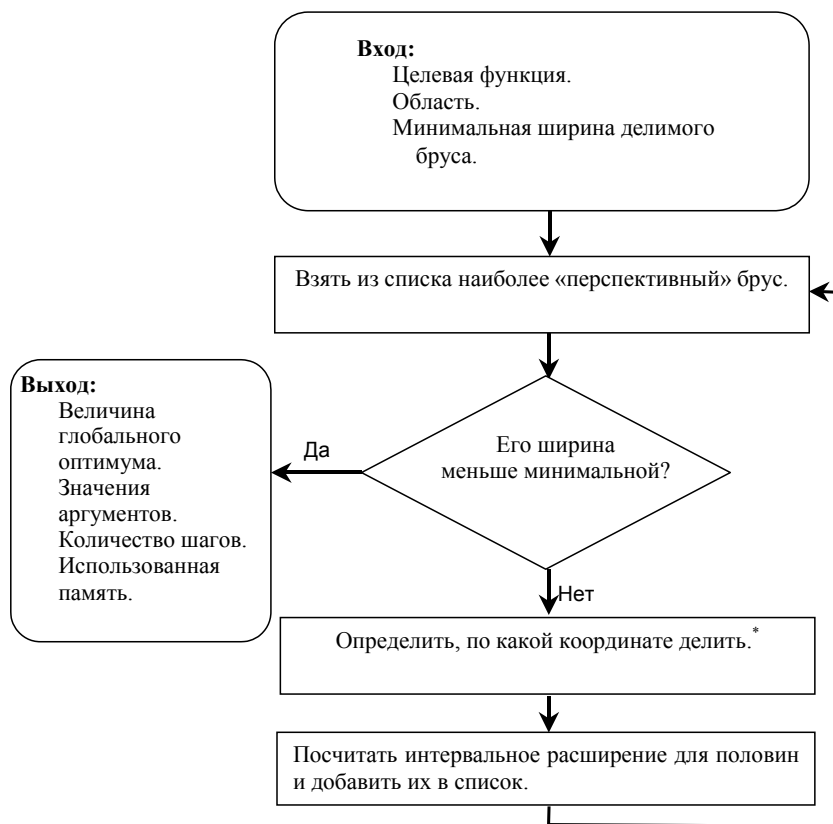 Вход:
Целевая функция.
Область.
Минимальная ширина делимого
бруса.
Взять из списка наиболее «перспективный» брус.
Его ширина
меньше минимальной?
Да
Выход:
Величина
глобального
оптимума.
Значения
аргументов.
Количество шагов.
Использованная
память.
Нет
Определить, по какой координате делить.*
Посчитать интервальное расширение для половин
и добавить их в список.